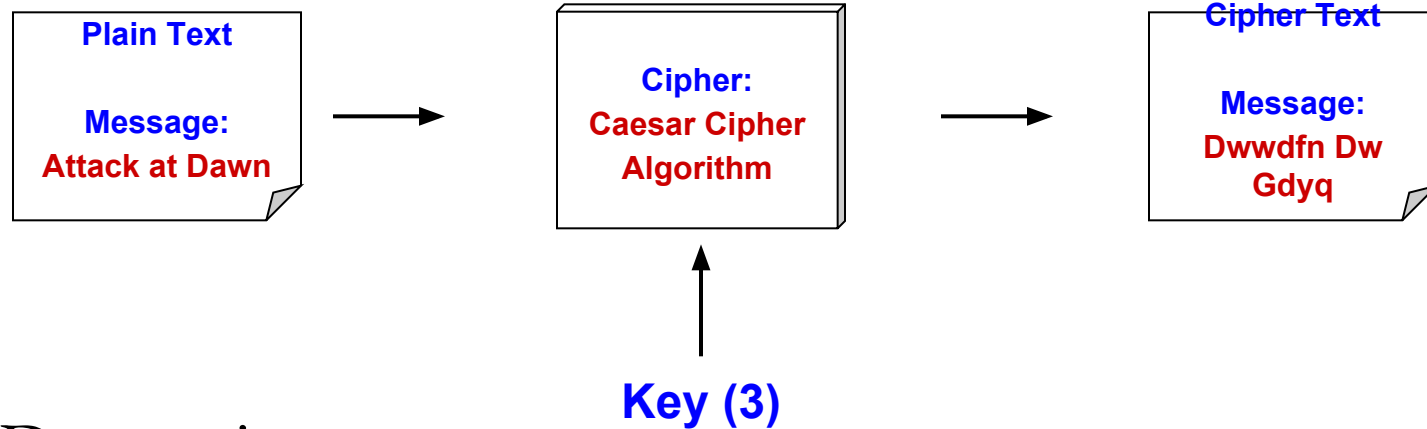 Plain Text
Message:
Attack at Dawn
Cipher:
Caesar Cipher
Algorithm
Cipher Text
Message:
Dwwdfn Dw
Gdyq
Key (3)